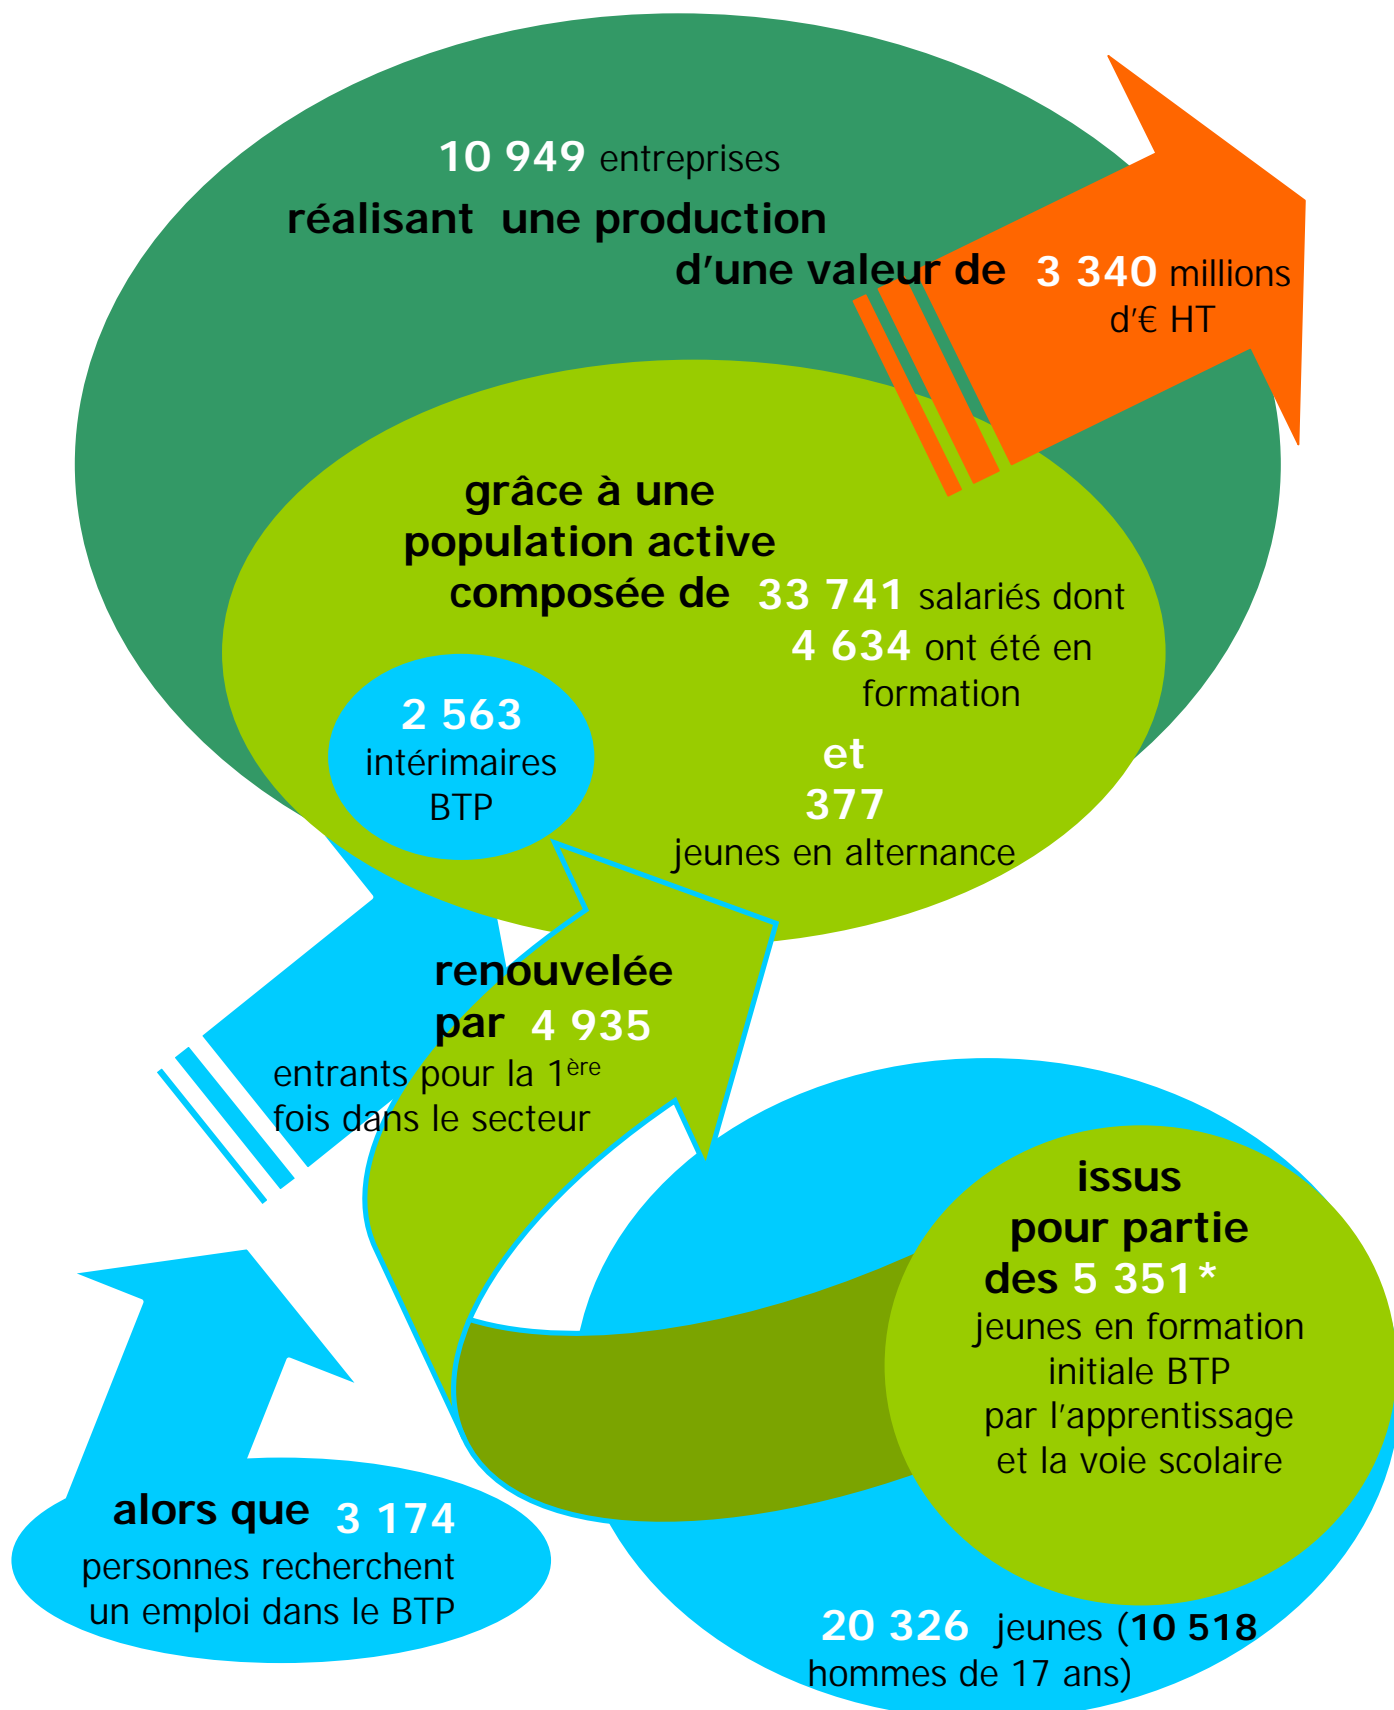 10 949 entreprises
réalisant une production
d'une valeur de 3 340 millions
d'€ HT
grâce à une
population active
composée de 33 741 salariés dont
4 634 ont été en
formation
et
377
jeunes en alternance
2 563
intérimaires
BTP
renouvelée
par 4 935
entrants pour la 1ère
fois dans le secteur
issus
pour partie
des 5 351*
jeunes en formation
initiale BTP
par l'apprentissage
et la voie scolaire
alors que 3 174
personnes recherchent
un emploi dans le BTP
20 326 jeunes (10 518
hommes de 17 ans)